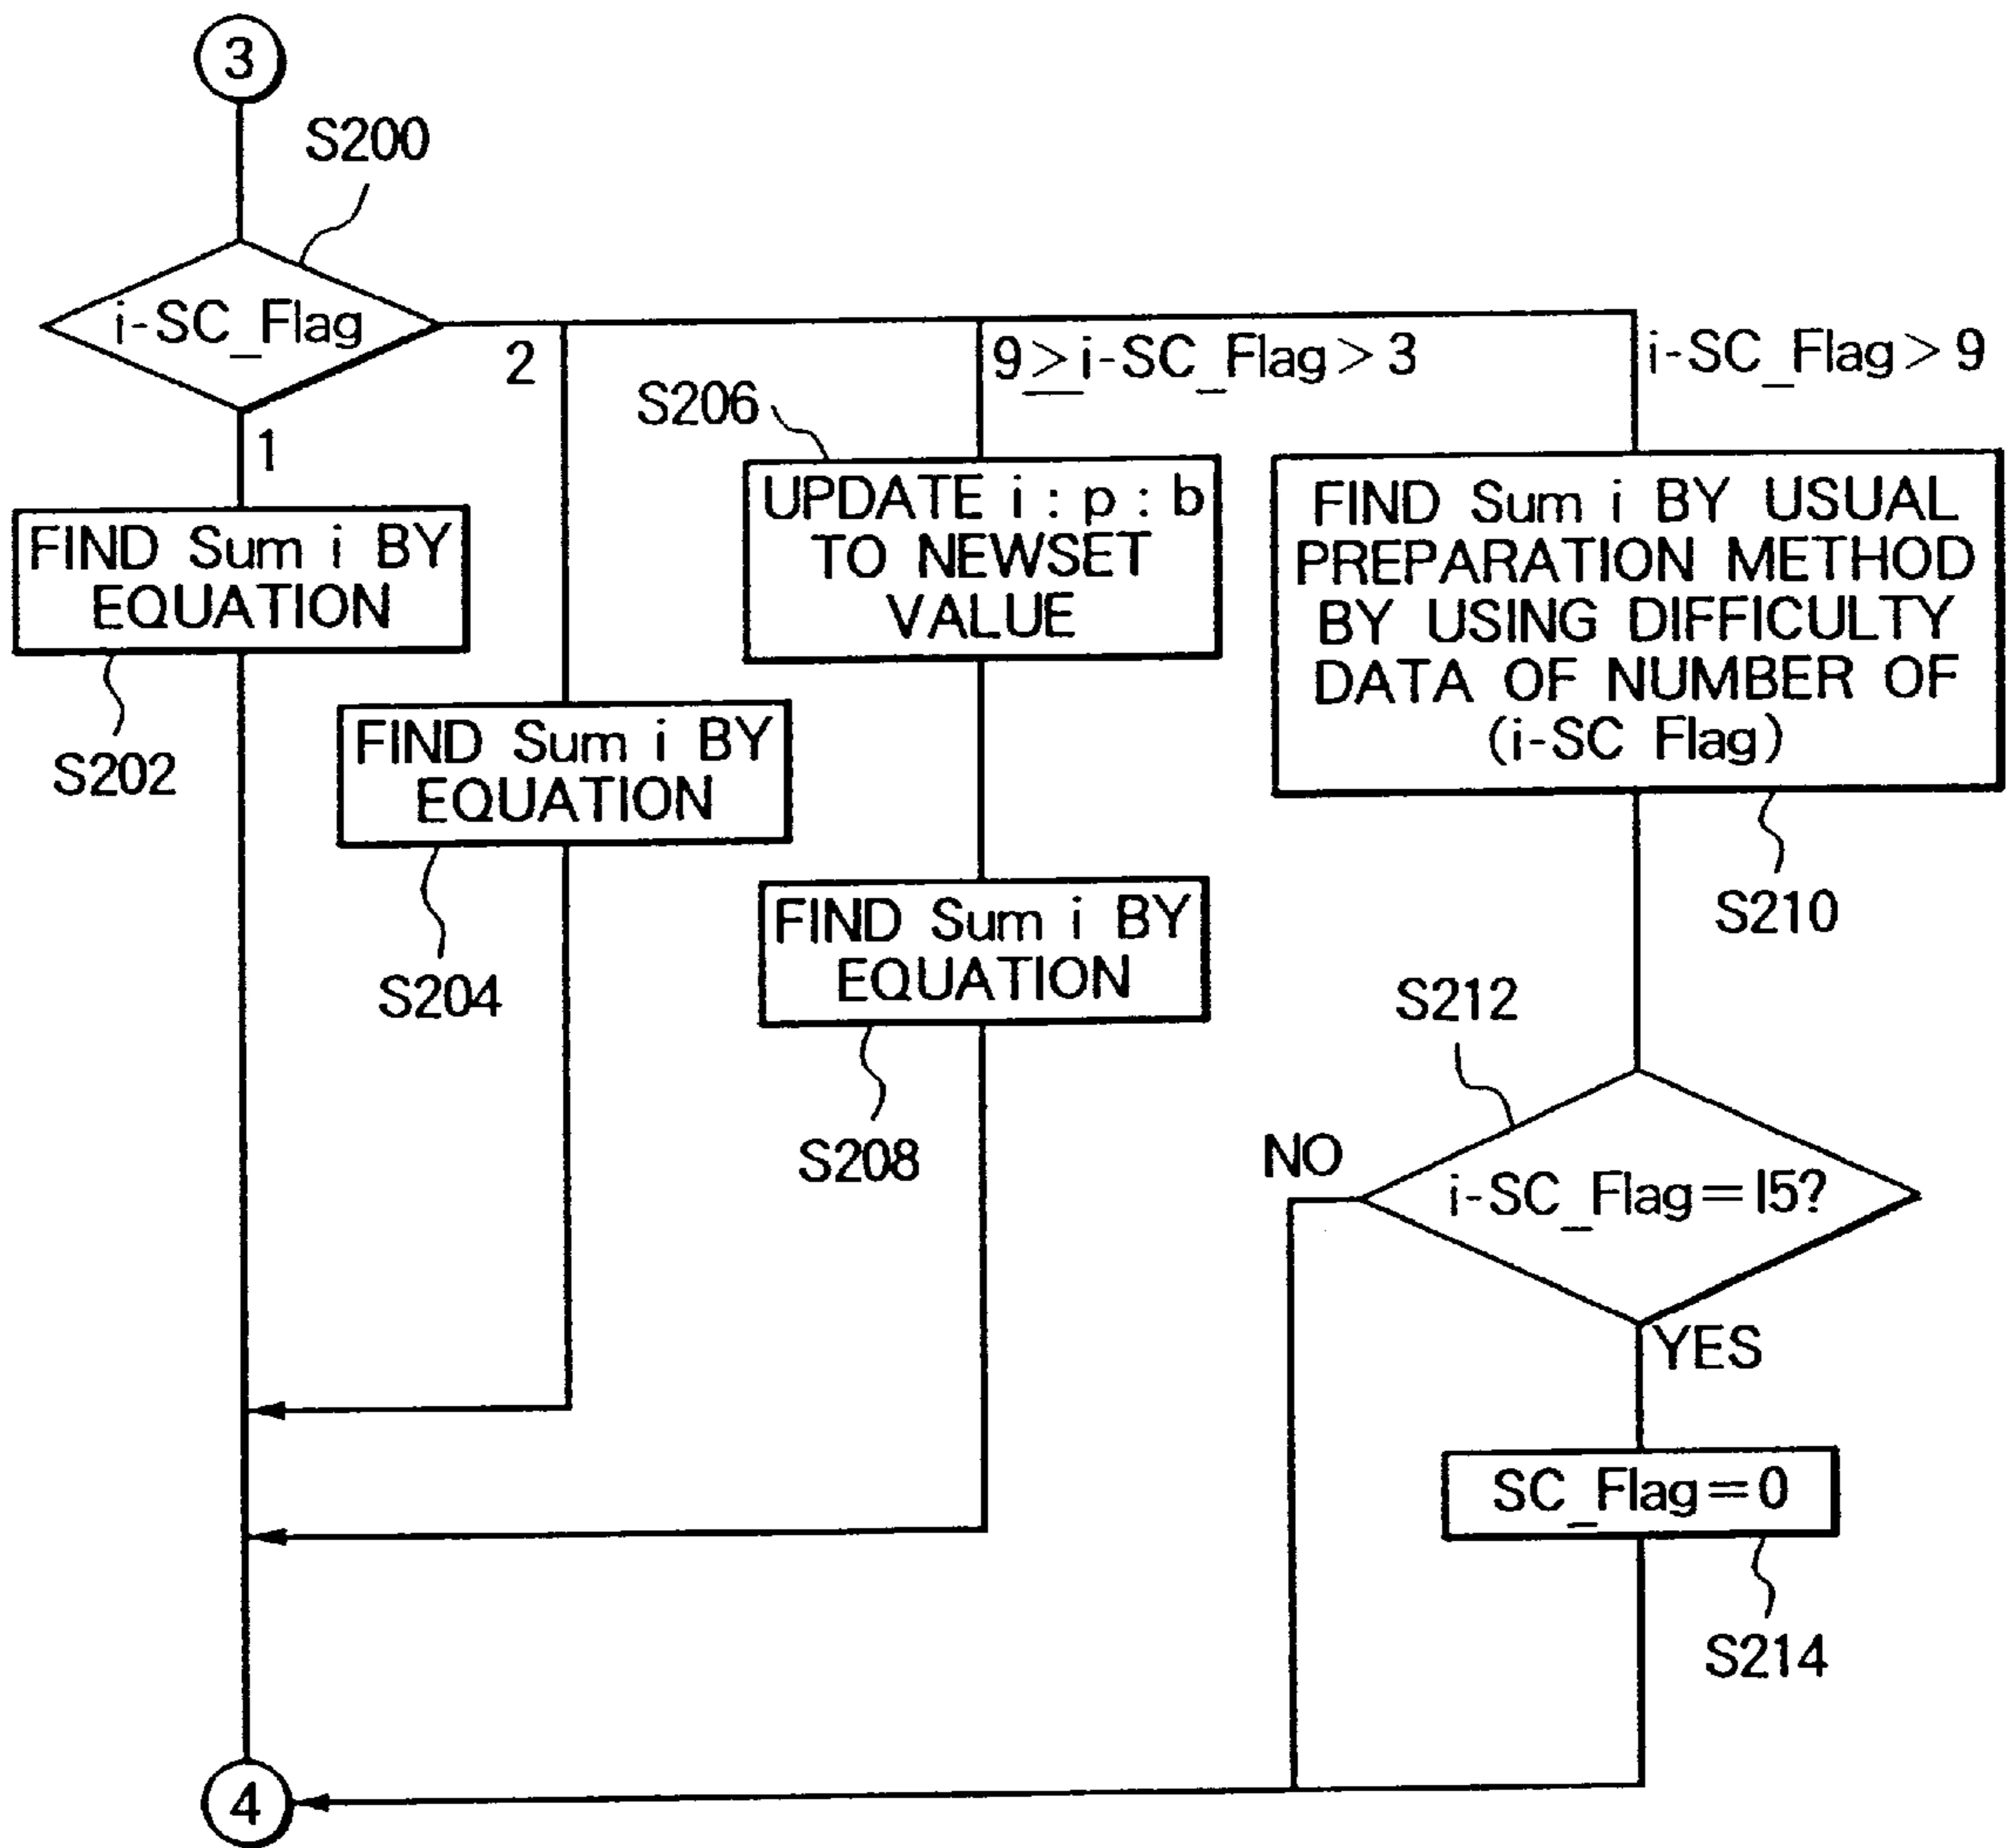 3
S200
i-SC_Flag
1
2
9≥i-SC_Flag>3
i-SC_Flag>9
FIND Sum i BY
EQUATION
S202
FIND Sum i BY
EQUATION
S204
S206
UPDATE i : p : b
TO NEWSET
VALUE
FIND Sum i BY
EQUATION
S208
FIND Sum i BY USUAL
PREPARATION METHOD
BY USING DIFFICULTY
DATA OF NUMBER OF
(i-SC Flag)
S210
S212
i-SC_Flag=15?
NO
YES
SC_Flag=0
S214
4